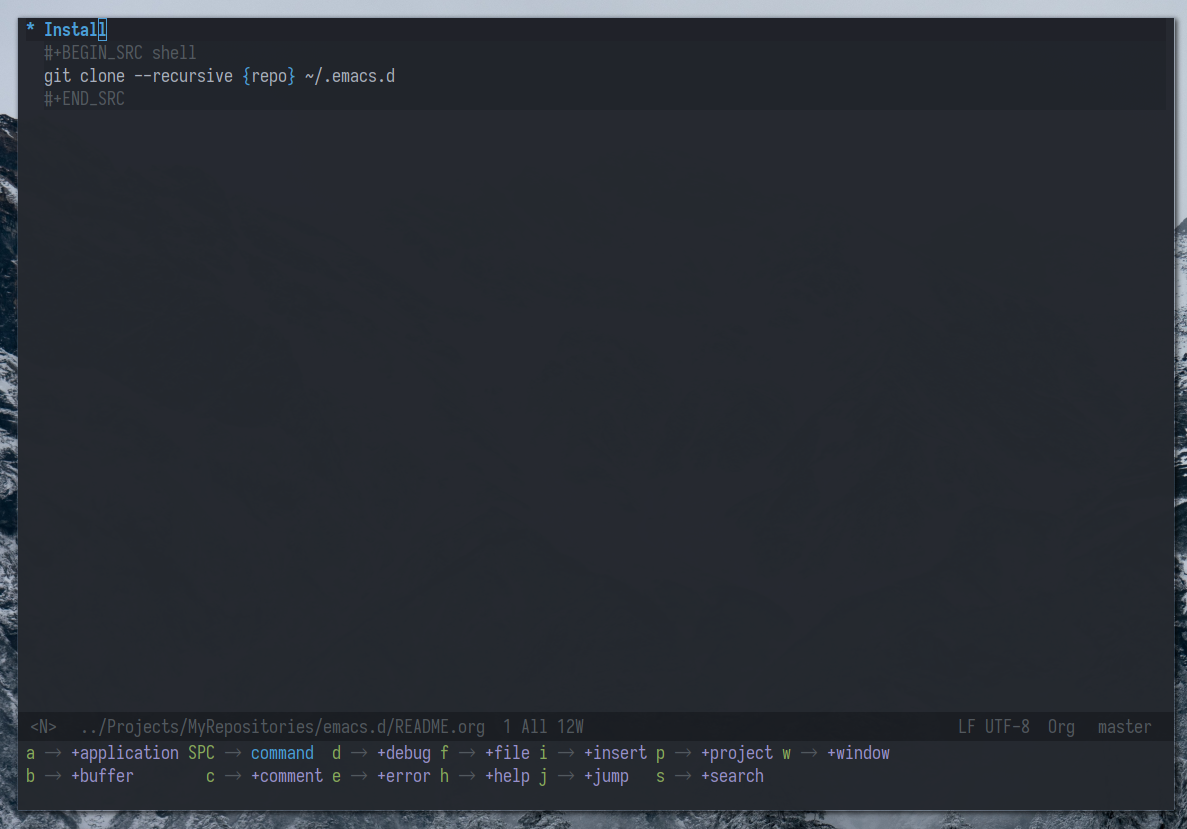 * Install
#+BEGIN_SRC shell
git clone --recursive {repo} ~/.emacs.d
#+END_SRC
<N> ../Projects/MyRepositories/emacs.d/README.org 1 All 12W LF UTF-8 Org master
a → +application SPC → command d → +debug f → +file i → +insert p → +project w → +window
b → +buffer c → +comment e → +error h → +help j → +jump s → +search